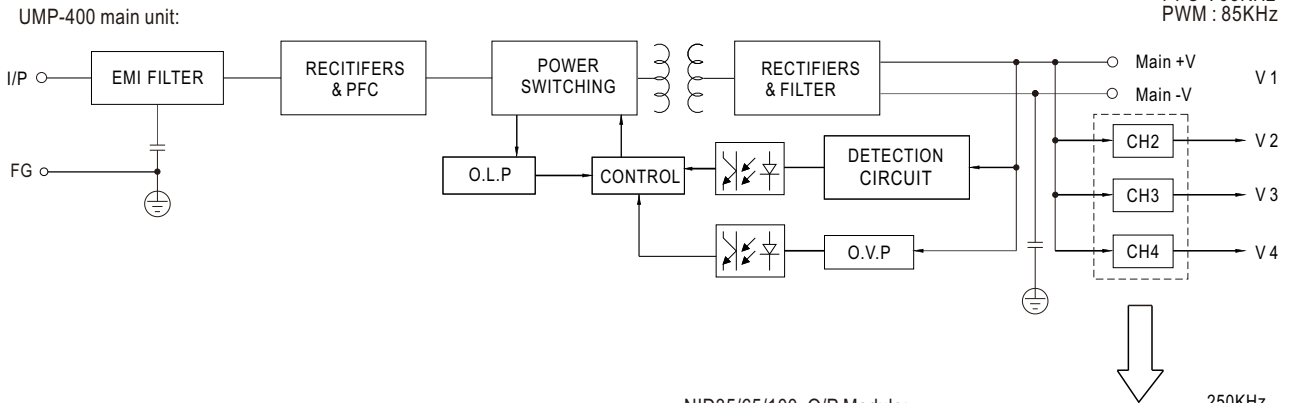 UMP-400 main unit:
PWM : 85KHz
I/P
EMI FILTER
RECITIFERS
& PFC
POWER
SWITCHING
RECTIFIERS
& FILTER
Main +V
V 1
Main -V
FG
O.L.P
CONTROL
DETECTION
CIRCUIT
O.V.P
CH2
V 2
CH3
V 3
CH4
V 4